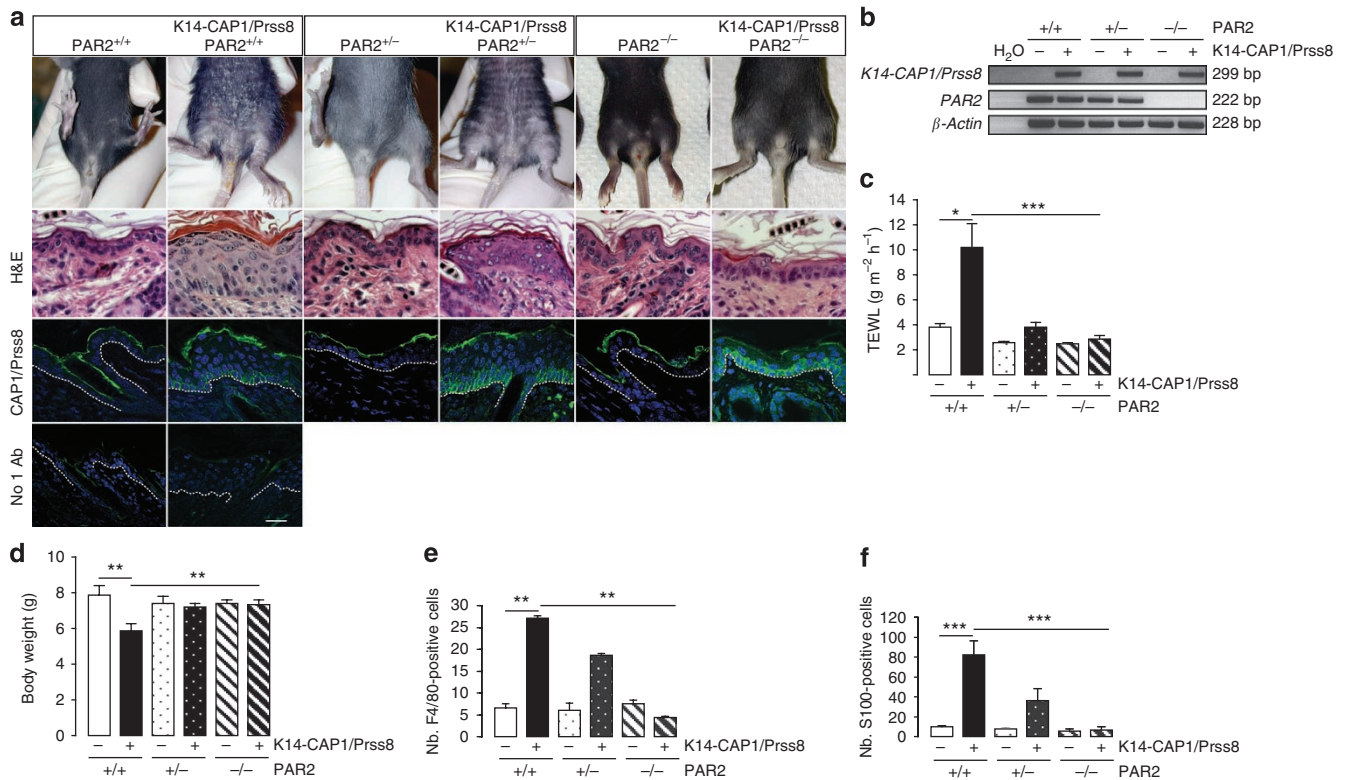 a
K14-CAP1/Prss8 K14-CAP1/Prss8 K14-CAP1/Prss8
PAR2+/+ PAR2+/+ PAR2+/− PAR2+/− PAR2−/− PAR2−/−
H&E
CAP1/Prss8
No 1 Ab
b
+/+ +/− −/− PAR2
H2O − + − + − + K14-CAP1/Prss8
K14-CAP1/Prss8 299 bp
PAR2 222 bp
β-Actin 228 bp
c
14
12
10
8
6
4
2
TEWL (g m−2 h−1)
* ***
− + − + − + K14-CAP1/Prss8
+/+ +/− −/− PAR2
d
10
8
6
4
2
0
Body weight (g)
** **
− + − + − + K14-CAP1/Prss8
+/+ +/− −/− PAR2
e
30
25
20
15
10
5
0
Nb. F4/80-positive cells
** **
− + − + − + K14-CAP1/Prss8
+/+ +/− −/− PAR2
f
120
100
80
60
40
20
0
Nb. S100-positive cells
*** ***
− + − + − + K14-CAP1/Prss8
+/+ +/− −/− PAR2